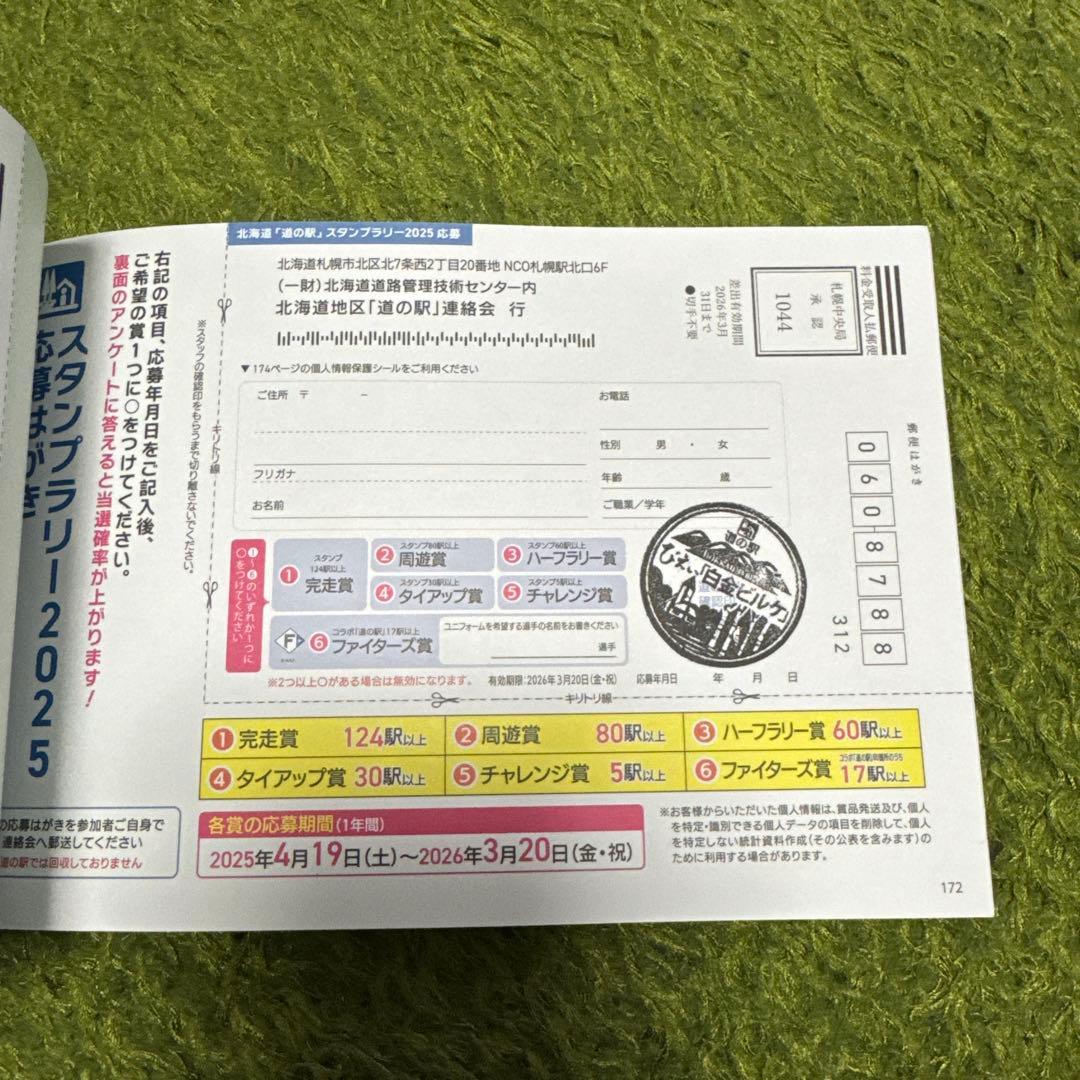 スタンプラリー2025
応募はがき
右記の項目、応募年月日をご記入後、
ご希望の賞1つに○をつけてください。
裏面のアンケートに答えると当選確率が上がります!
※スタッフの確認印をもらうまで切り離さないでください。
キリトリ線
北海道「道の駅」スタンプラリー2025 応募
北海道札幌市北区北7条西2丁目20番地 NCO札幌駅北口6F
(一財)北海道道路管理技術センター内
北海道地区「道の駅」連絡会 行
料金受取人払郵便
札幌中央局
承認
1044
差出有効期間
2026年3月
31日まで
●切手不要
郵便はがき
0608788
312
▼174ページの個人情報保護シールをご利用ください
ご住所 〒 −
お電話
性別 男 ・ 女
フリガナ
年齢 歳
お名前
ご職業/学年
❶〜❻のいずれか1つに
○をつけてください
❶ スタンプ
124駅以上
完走賞
❷ スタンプ80駅以上
周遊賞
❸ スタンプ60駅以上
ハーフラリー賞
❹ スタンプ30駅以上
タイアップ賞
❺ スタンプ5駅以上
チャレンジ賞
F ❻ コラボ「道の駅」17駅以上
ファイターズ賞
ユニフォームを希望する選手の名前をお書きください
選手
道の駅
びえい「白金ビルケ」
※2つ以上○がある場合は無効になります。 有効期限:2026年3月20日(金・祝) 応募年月日 年 月 日
キリトリ線
❶ 完走賞 124駅以上 ❷ 周遊賞 80駅以上 ❸ ハーフラリー賞 60駅以上
❹ タイアップ賞 30駅以上 ❺ チャレンジ賞 5駅以上 ❻ ファイターズ賞 17駅以上
各賞の応募期間(1年間)
2025年4月19日(土)〜2026年3月20日(金・祝)
※お客様からいただいた個人情報は、賞品発送及び、個人
を特定・識別できる個人データの項目を削除して、個人
を特定しない統計資料作成(その公表を含みます)の
ために利用する場合があります。
の応募はがきを参加者ご自身で
連絡会へ郵送してください
道の駅では回収しておりません
172